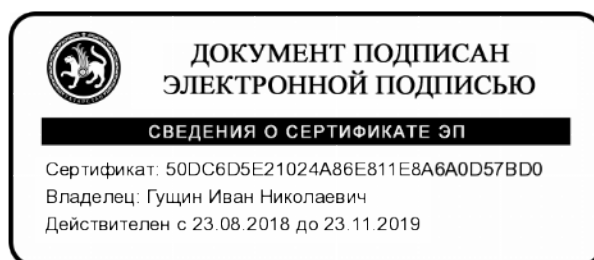 ДОКУМЕНТ ПОДПИСАН
ЭЛЕКТРОННОЙ ПОДПИСЬЮ
СВЕДЕНИЯ О СЕРТИФИКАТЕ ЭП
Сертификат: 50DC6D5E21024A86E811E8A6A0D57BD0
Владелец: Гущин Иван Николаевич
Действителен с 23.08.2018 до 23.11.2019